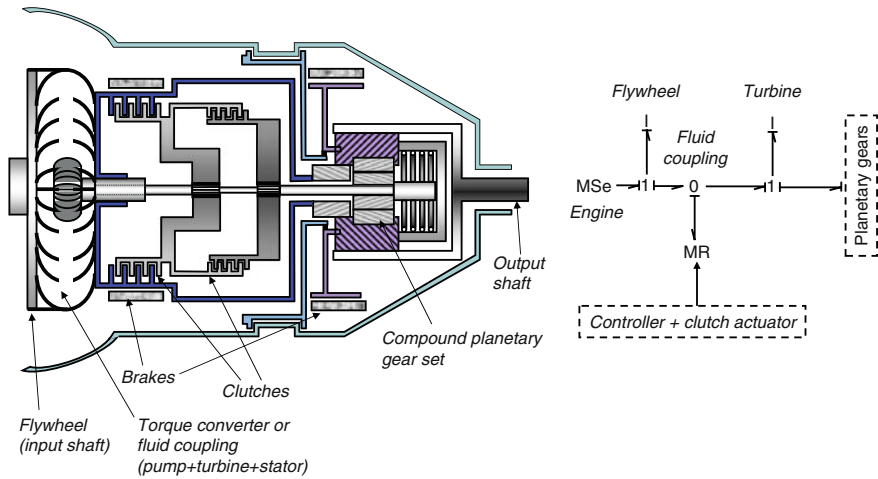 Brakes
Clutches
Flywheel
(input shaft)
Torque converter or
fluid coupling
(pump+turbine+stator)
Compound planetary
gear set
Output
shaft
Flywheel
Turbine
I
I
Fluid
coupling
MSe
1
0
1
Engine
MR
Planetary gears
Controller + clutch actuator